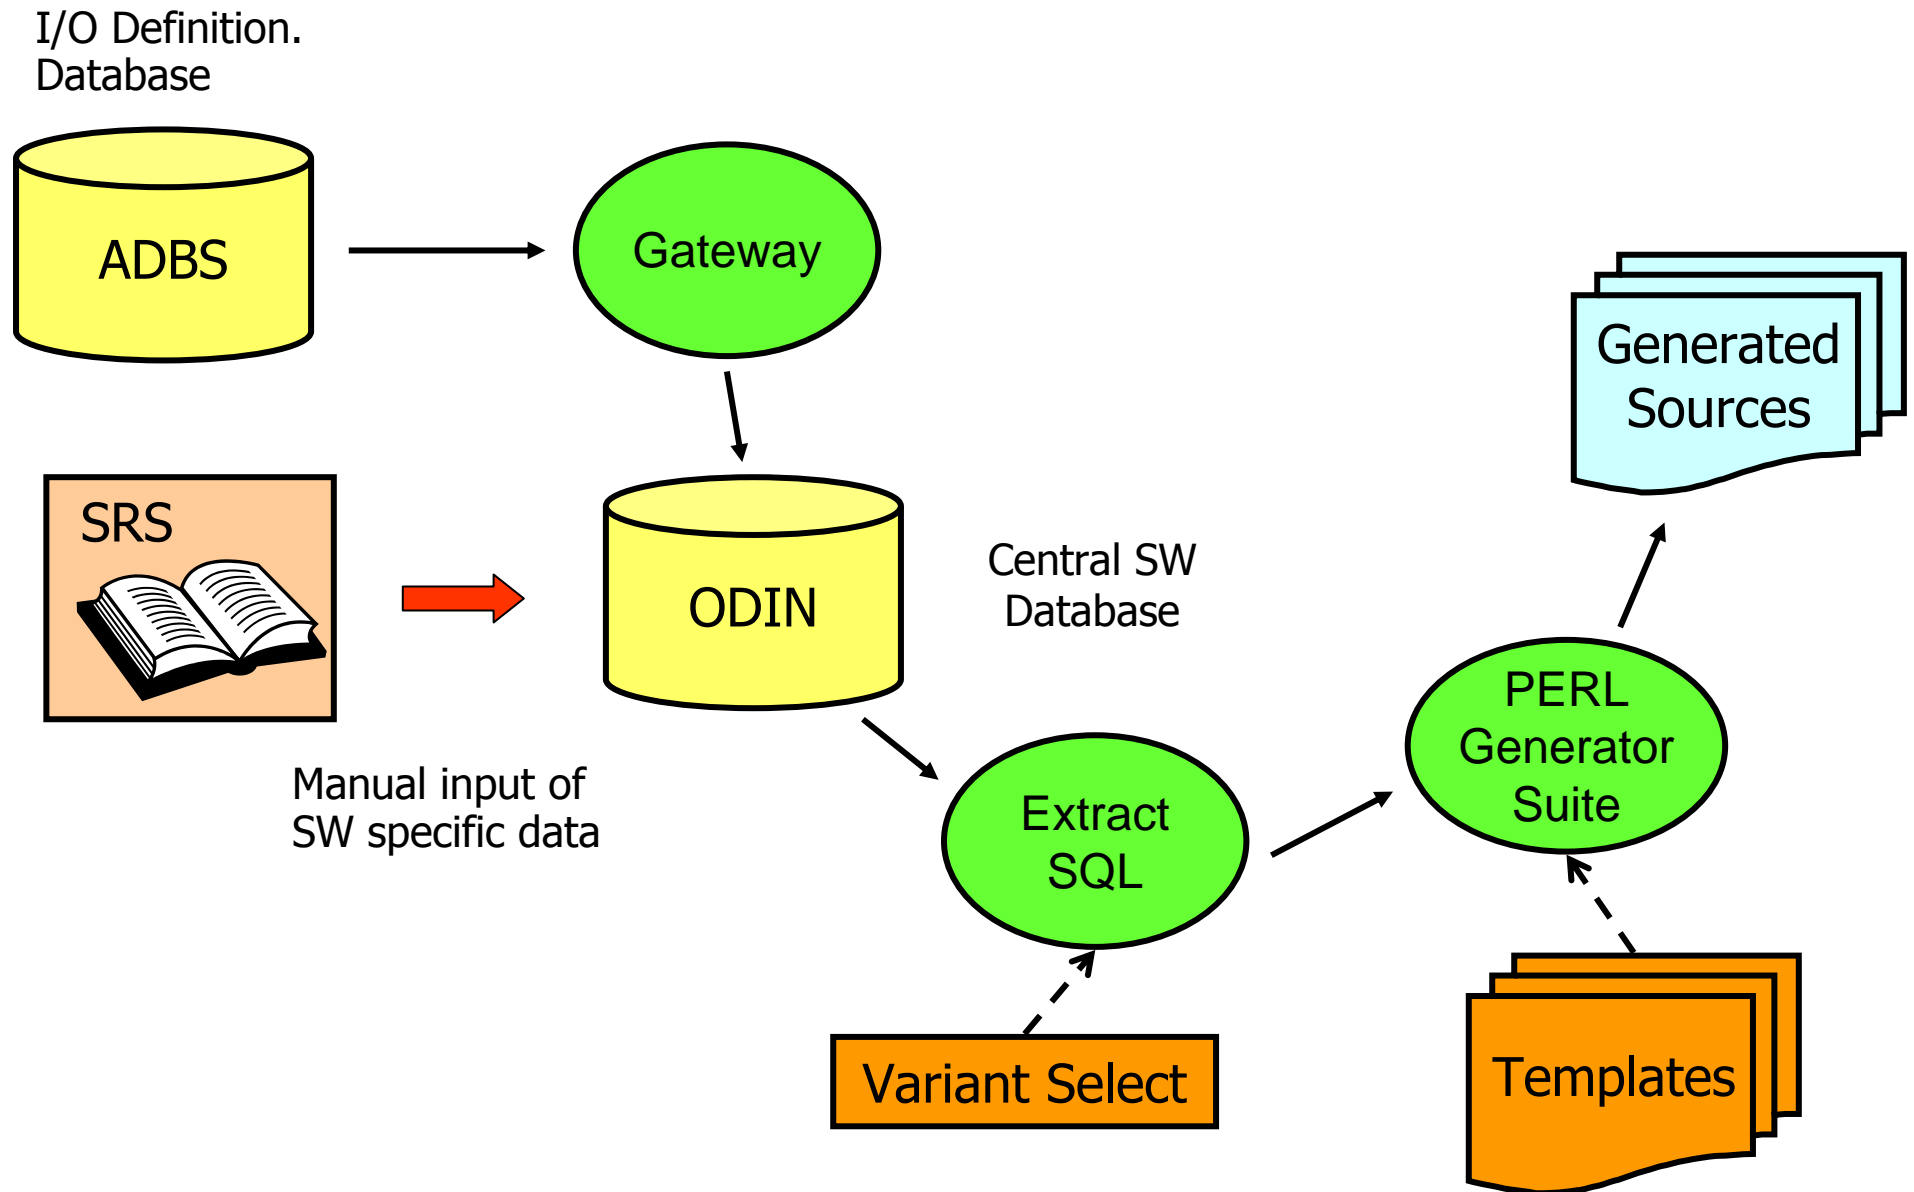 I/O Definition.
Database
ADBS
Gateway
Generated
Sources
SRS
ODIN
Central SW
Database
PERL
Generator
Suite
Manual input of
SW specific data
Extract
SQL
Variant Select
Templates